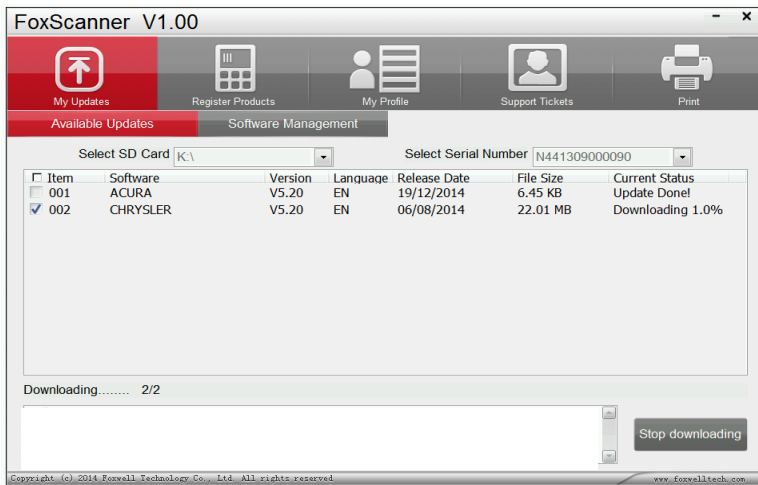 FoxScanner V1.00
My Updates Register Products My Profile Support Tickets Print
Available Updates Software Management
Select SD Card K:\ Select Serial Number N441309000090
Item Software Version Language Release Date File Size Current Status
001 ACURA V5.20 EN 19/12/2014 6.45 KB Update Done!
002 CHRYSLER V5.20 EN 06/08/2014 22.01 MB Downloading 1.0%
Downloading........ 2/2
Stop downloading
Copyright (c) 2014 Foxwell Technology Co., Ltd. All rights reserved www.foxwelltech.com